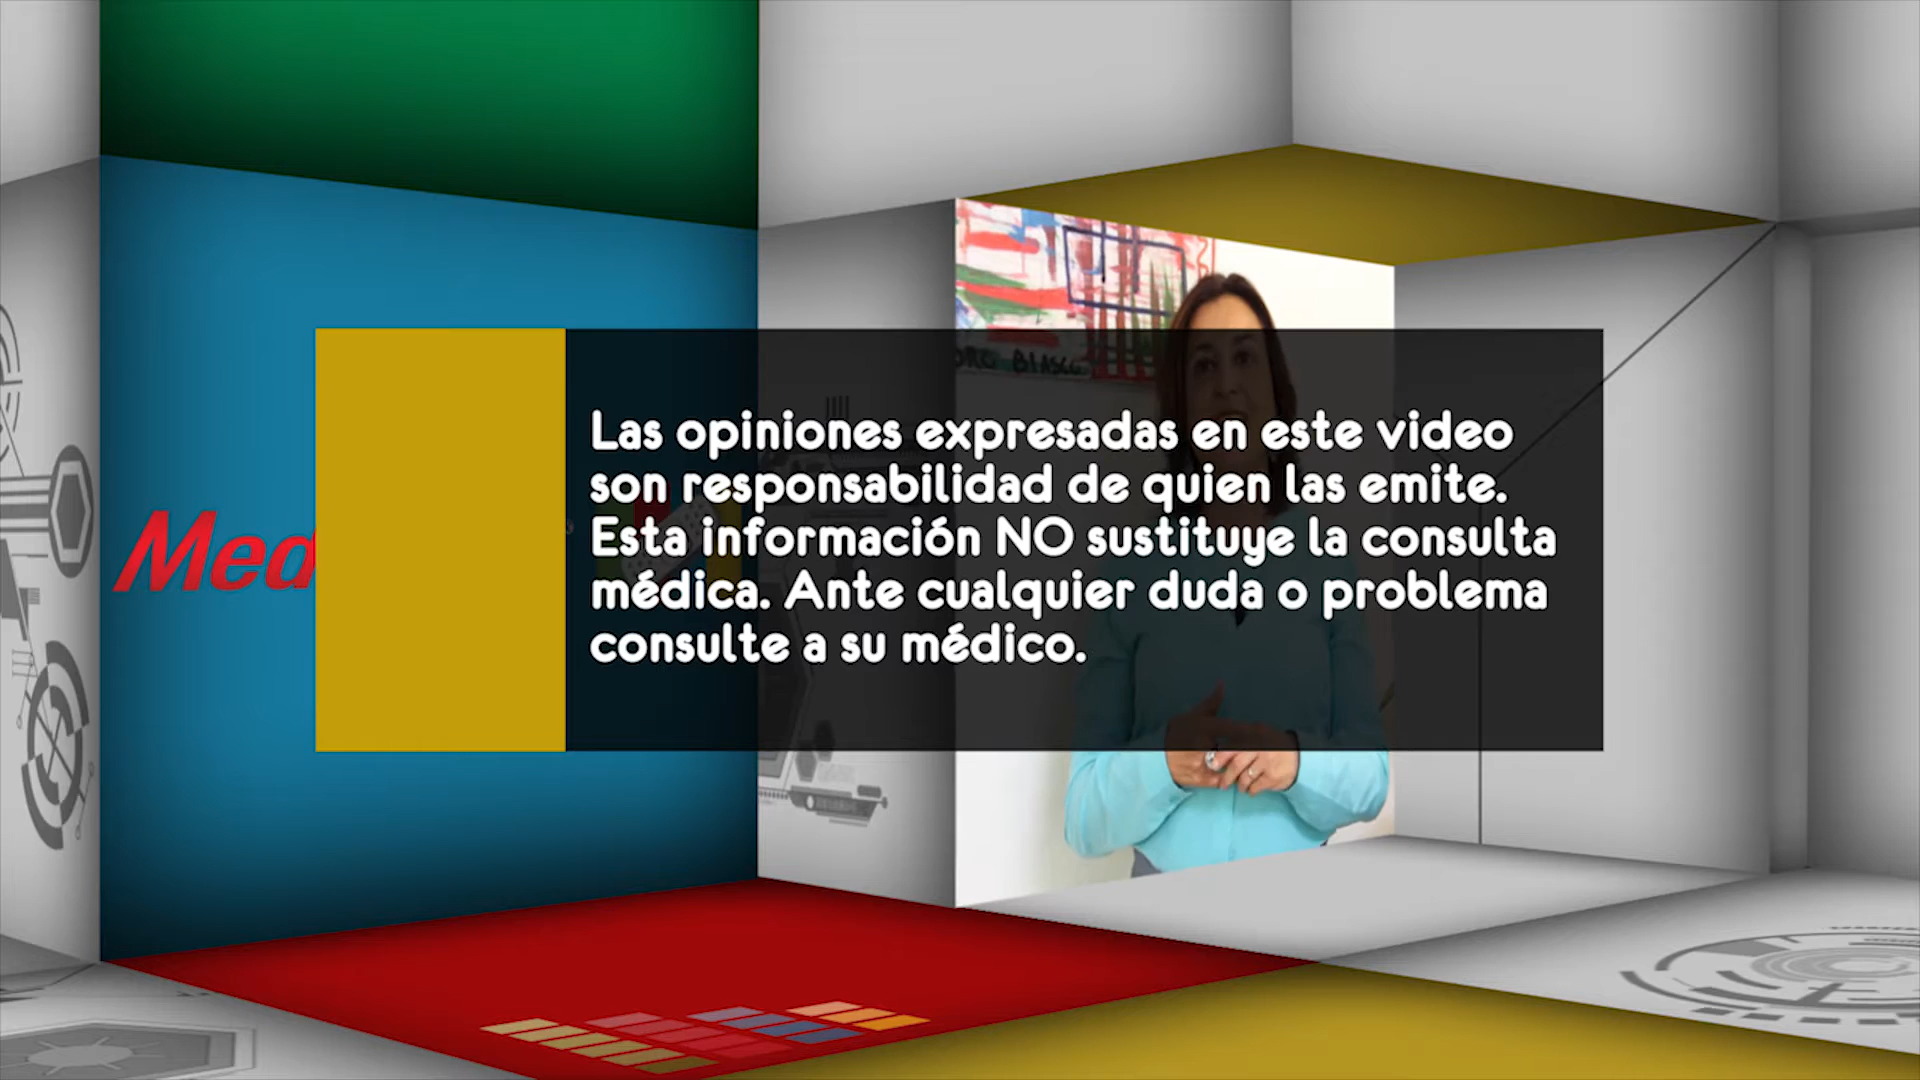 Las opiniones expresadas en este video
son responsabilidad de quien las emite.
Esta información NO sustituye la consulta
médica. Ante cualquier duda o problema
consulte a su médico.
Med